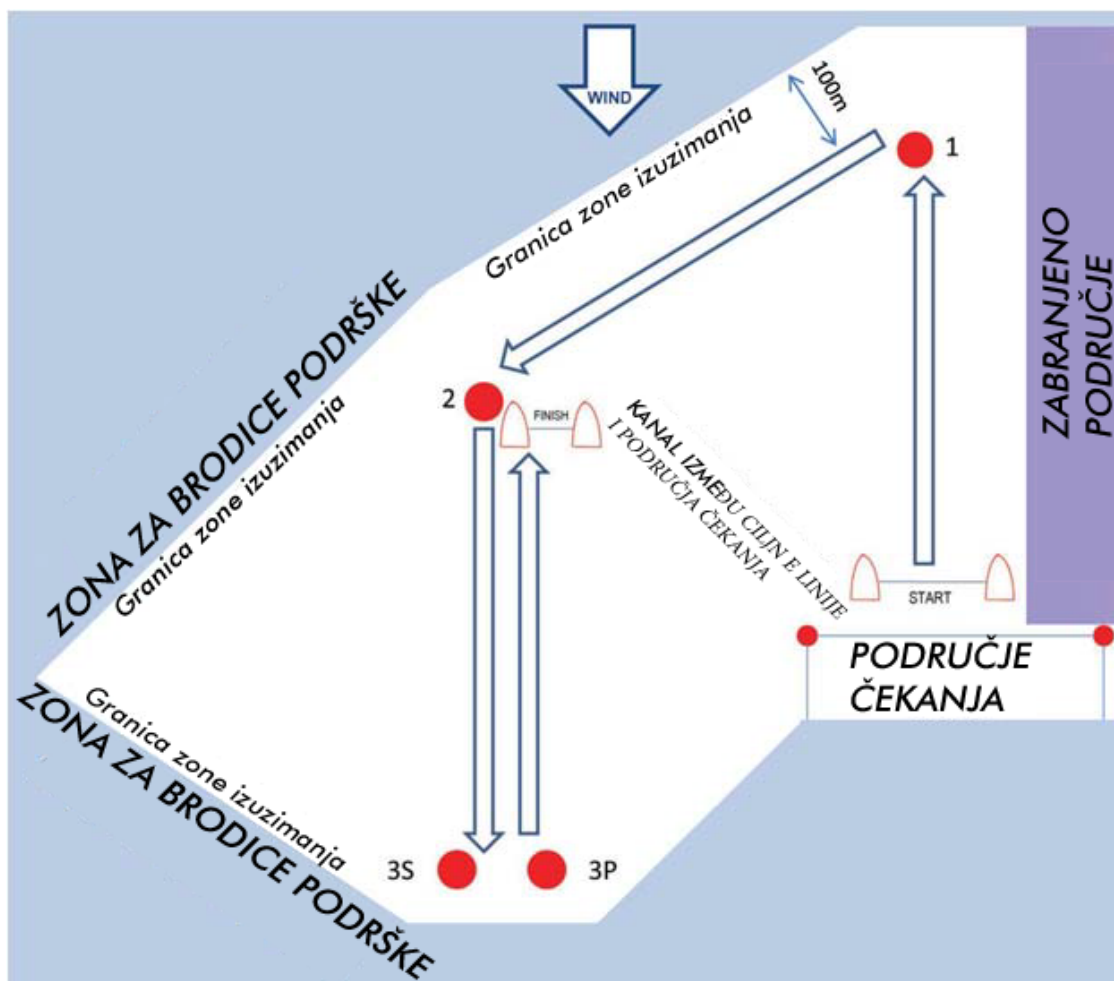 WIND
100m
1
Granica zone izuzimanja
ZABRANJENO
PODRUČJE
ZONA ZA BRODICE PODRŠKE
Granica zone izuzimanja
2
FINISH
KANAL IZMEĐU CILJN E LINIJE
I PODRUČJA ČEKANJA
START
PODRUČJE
ČEKANJA
Granica zone izuzimanja
ZONA ZA BRODICE PODRŠKE
3S
3P